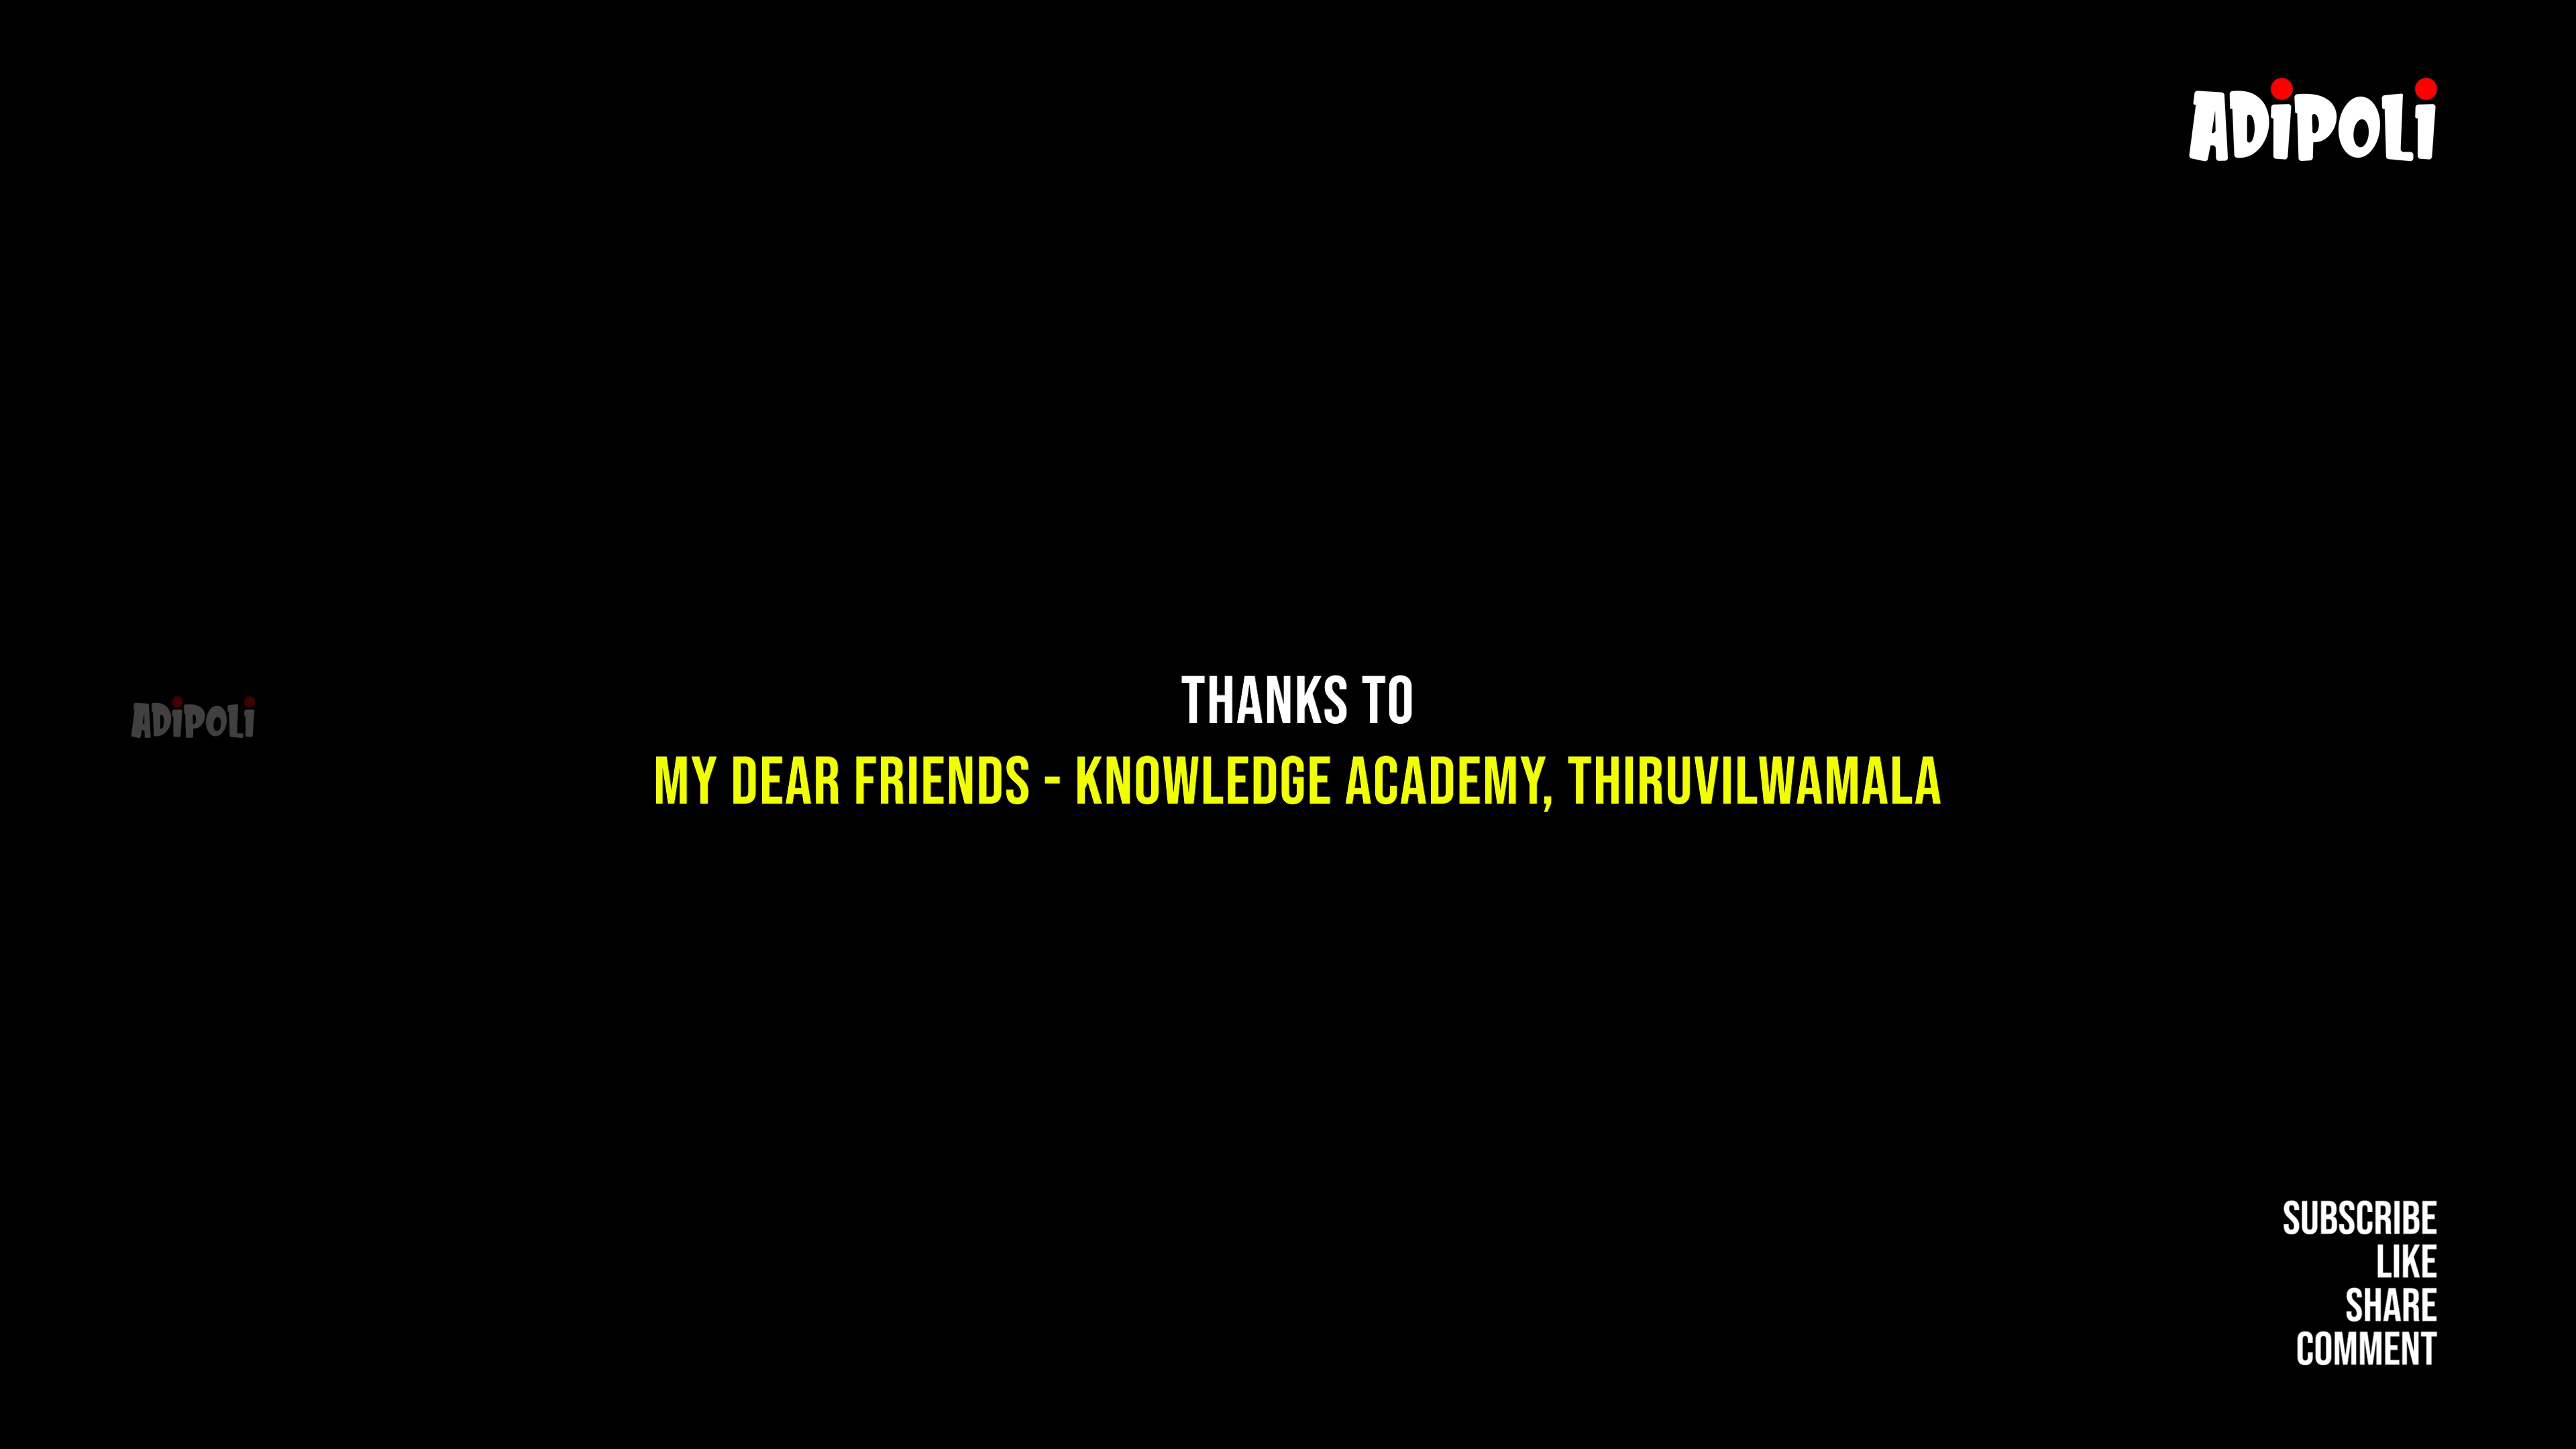 ADiPOLi
ADiPOLi
THANKS TO
MY DEAR FRIENDS - KNOWLEDGE ACADEMY, THIRUVILWAMALA
SUBSCRIBE
LIKE
SHARE
COMMENT